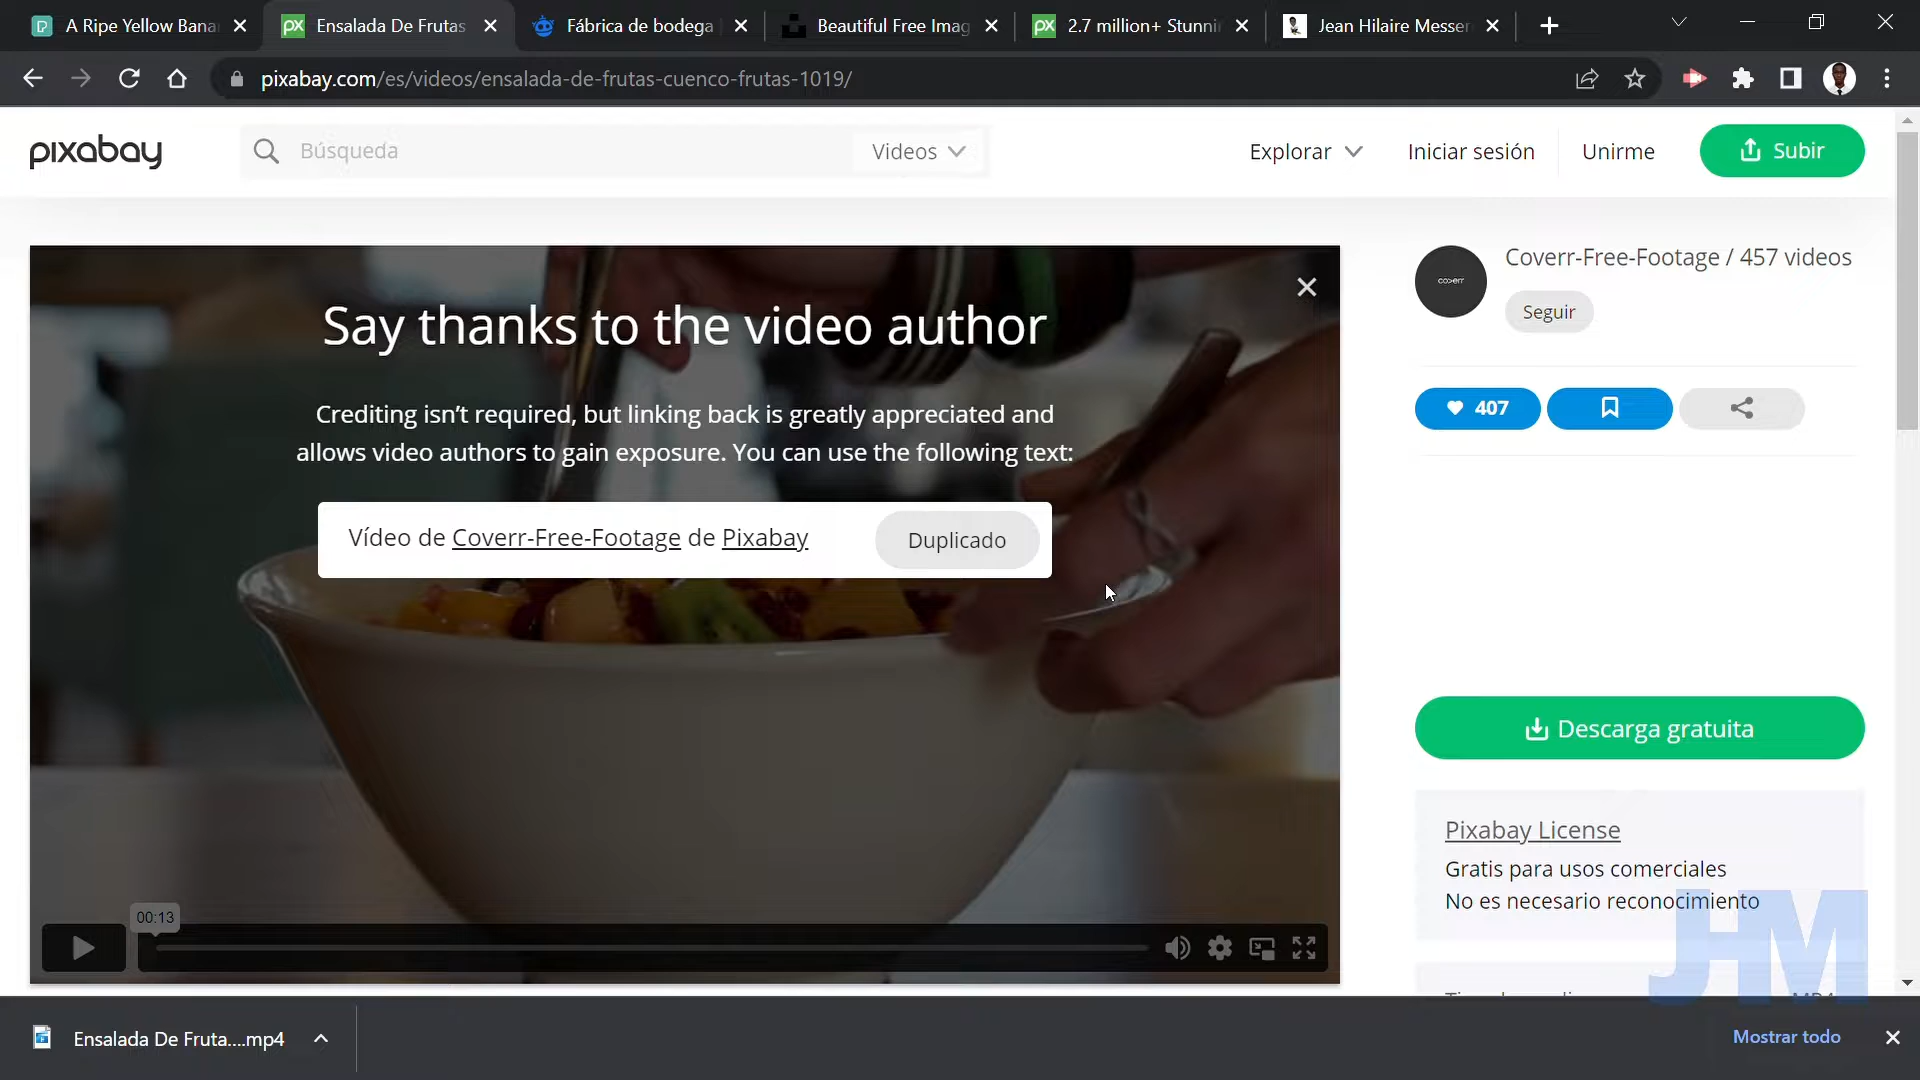 A Ripe Yellow Bana
Ensalada De Frutas
Fábrica de bodega
Beautiful Free Imag
2.7 million+ Stunni
Jean Hilaire Messer
pixabay.com/es/videos/ensalada-de-frutas-cuenco-frutas-1019/
pixabay
Búsqueda
Videos
Explorar
Iniciar sesión
Unirme
Subir
Say thanks to the video author
Crediting isn't required, but linking back is greatly appreciated and
allows video authors to gain exposure. You can use the following text:
Vídeo de Coverr-Free-Footage de Pixabay
Duplicado
00:13
coverr
Coverr-Free-Footage / 457 videos
Seguir
407
Descarga gratuita
Pixabay License
Gratis para usos comerciales
No es necesario reconocimiento
JHM
Ensalada De Fruta....mp4
Mostrar todo